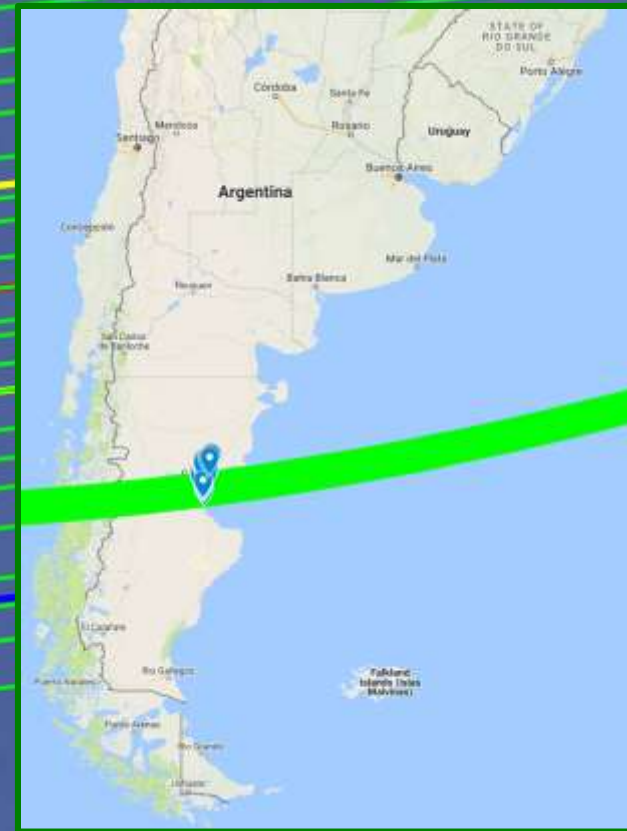 STATE OF
RIO GRANDE
DO SUL
Porto Alegre
Córdoba
Santa Fe
Mendoza
Rosario
Uruguay
Santiago
Buenos Aires
Argentina
Concepción
Mar del Plata
Bahía Blanca
Neuquén
San Carlos
de Bariloche
El Calafate
Río Gallegos
Falkland
Islands (Islas
Malvinas)
Puerto Natales
Punta Arenas
Río Grande
Ushuaia